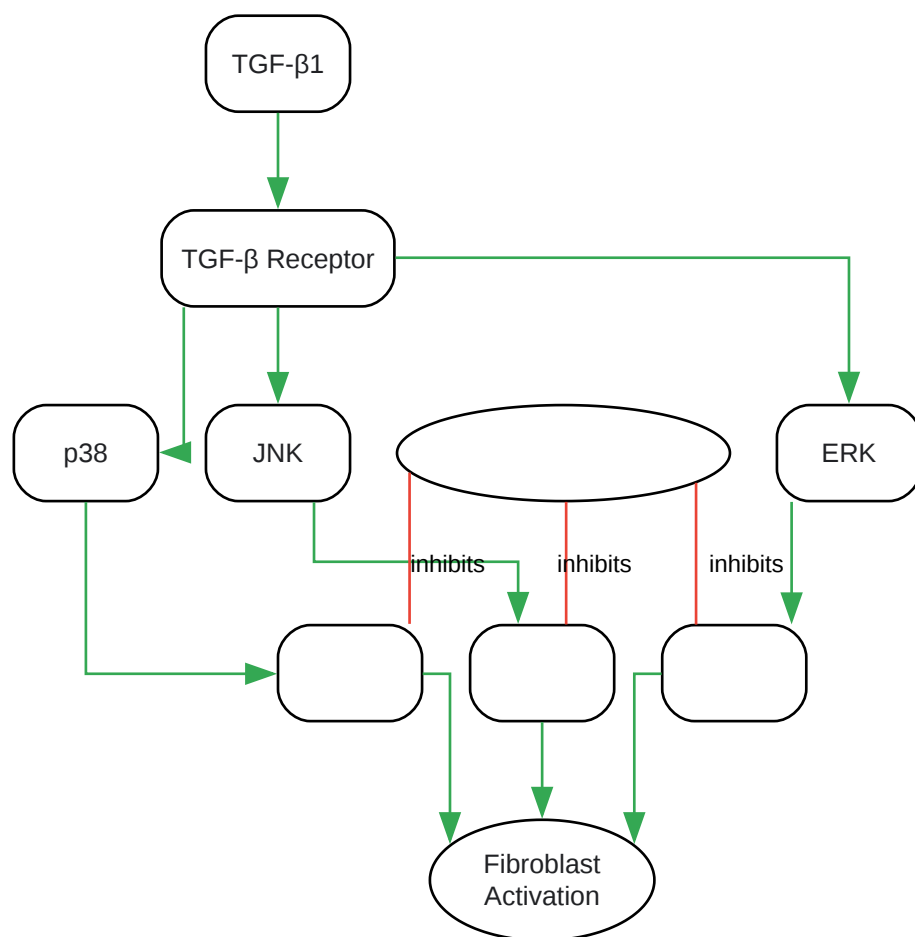 TGF-β1
TGF-β Receptor
p38
JNK
ERK
inhibits
inhibits
inhibits
Fibroblast
Activation